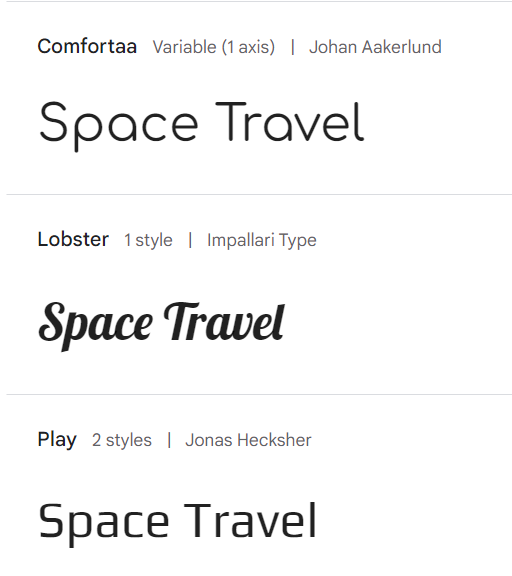 Comfortaa Variable (1 axis) | Johan Aakerlund
Space Travel
Lobster 1 style | Impallari Type
Space Travel
Play 2 styles | Jonas Hecksher
Space Travel